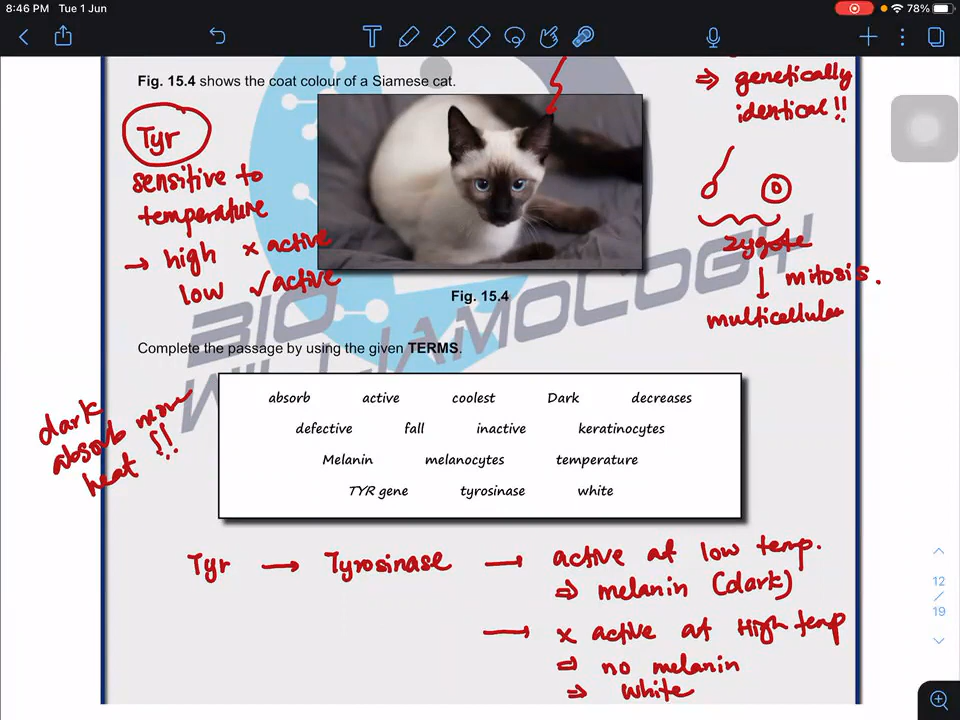 8:46 PM Tue 1 Jun
78%
Fig. 15.4 shows the coat colour of a Siamese cat.
⇒ genetically
identical !!
Tyr
sensitive to
temperature
→ high × active
low ✓active
zygote
↓ mitosis.
multicellular
Fig. 15.4
BIO
WILLIAMOLOGY
Complete the passage by using the given TERMS.
dark
absorb more
heat !!
absorb active coolest Dark decreases
defective fall inactive keratinocytes
Melanin melanocytes temperature
TYR gene tyrosinase white
Tyr → Tyrosinase → active at low temp.
⇒ melanin (dark)
→ × active at High temp
⇒ no melanin
⇒ white
12
/
19